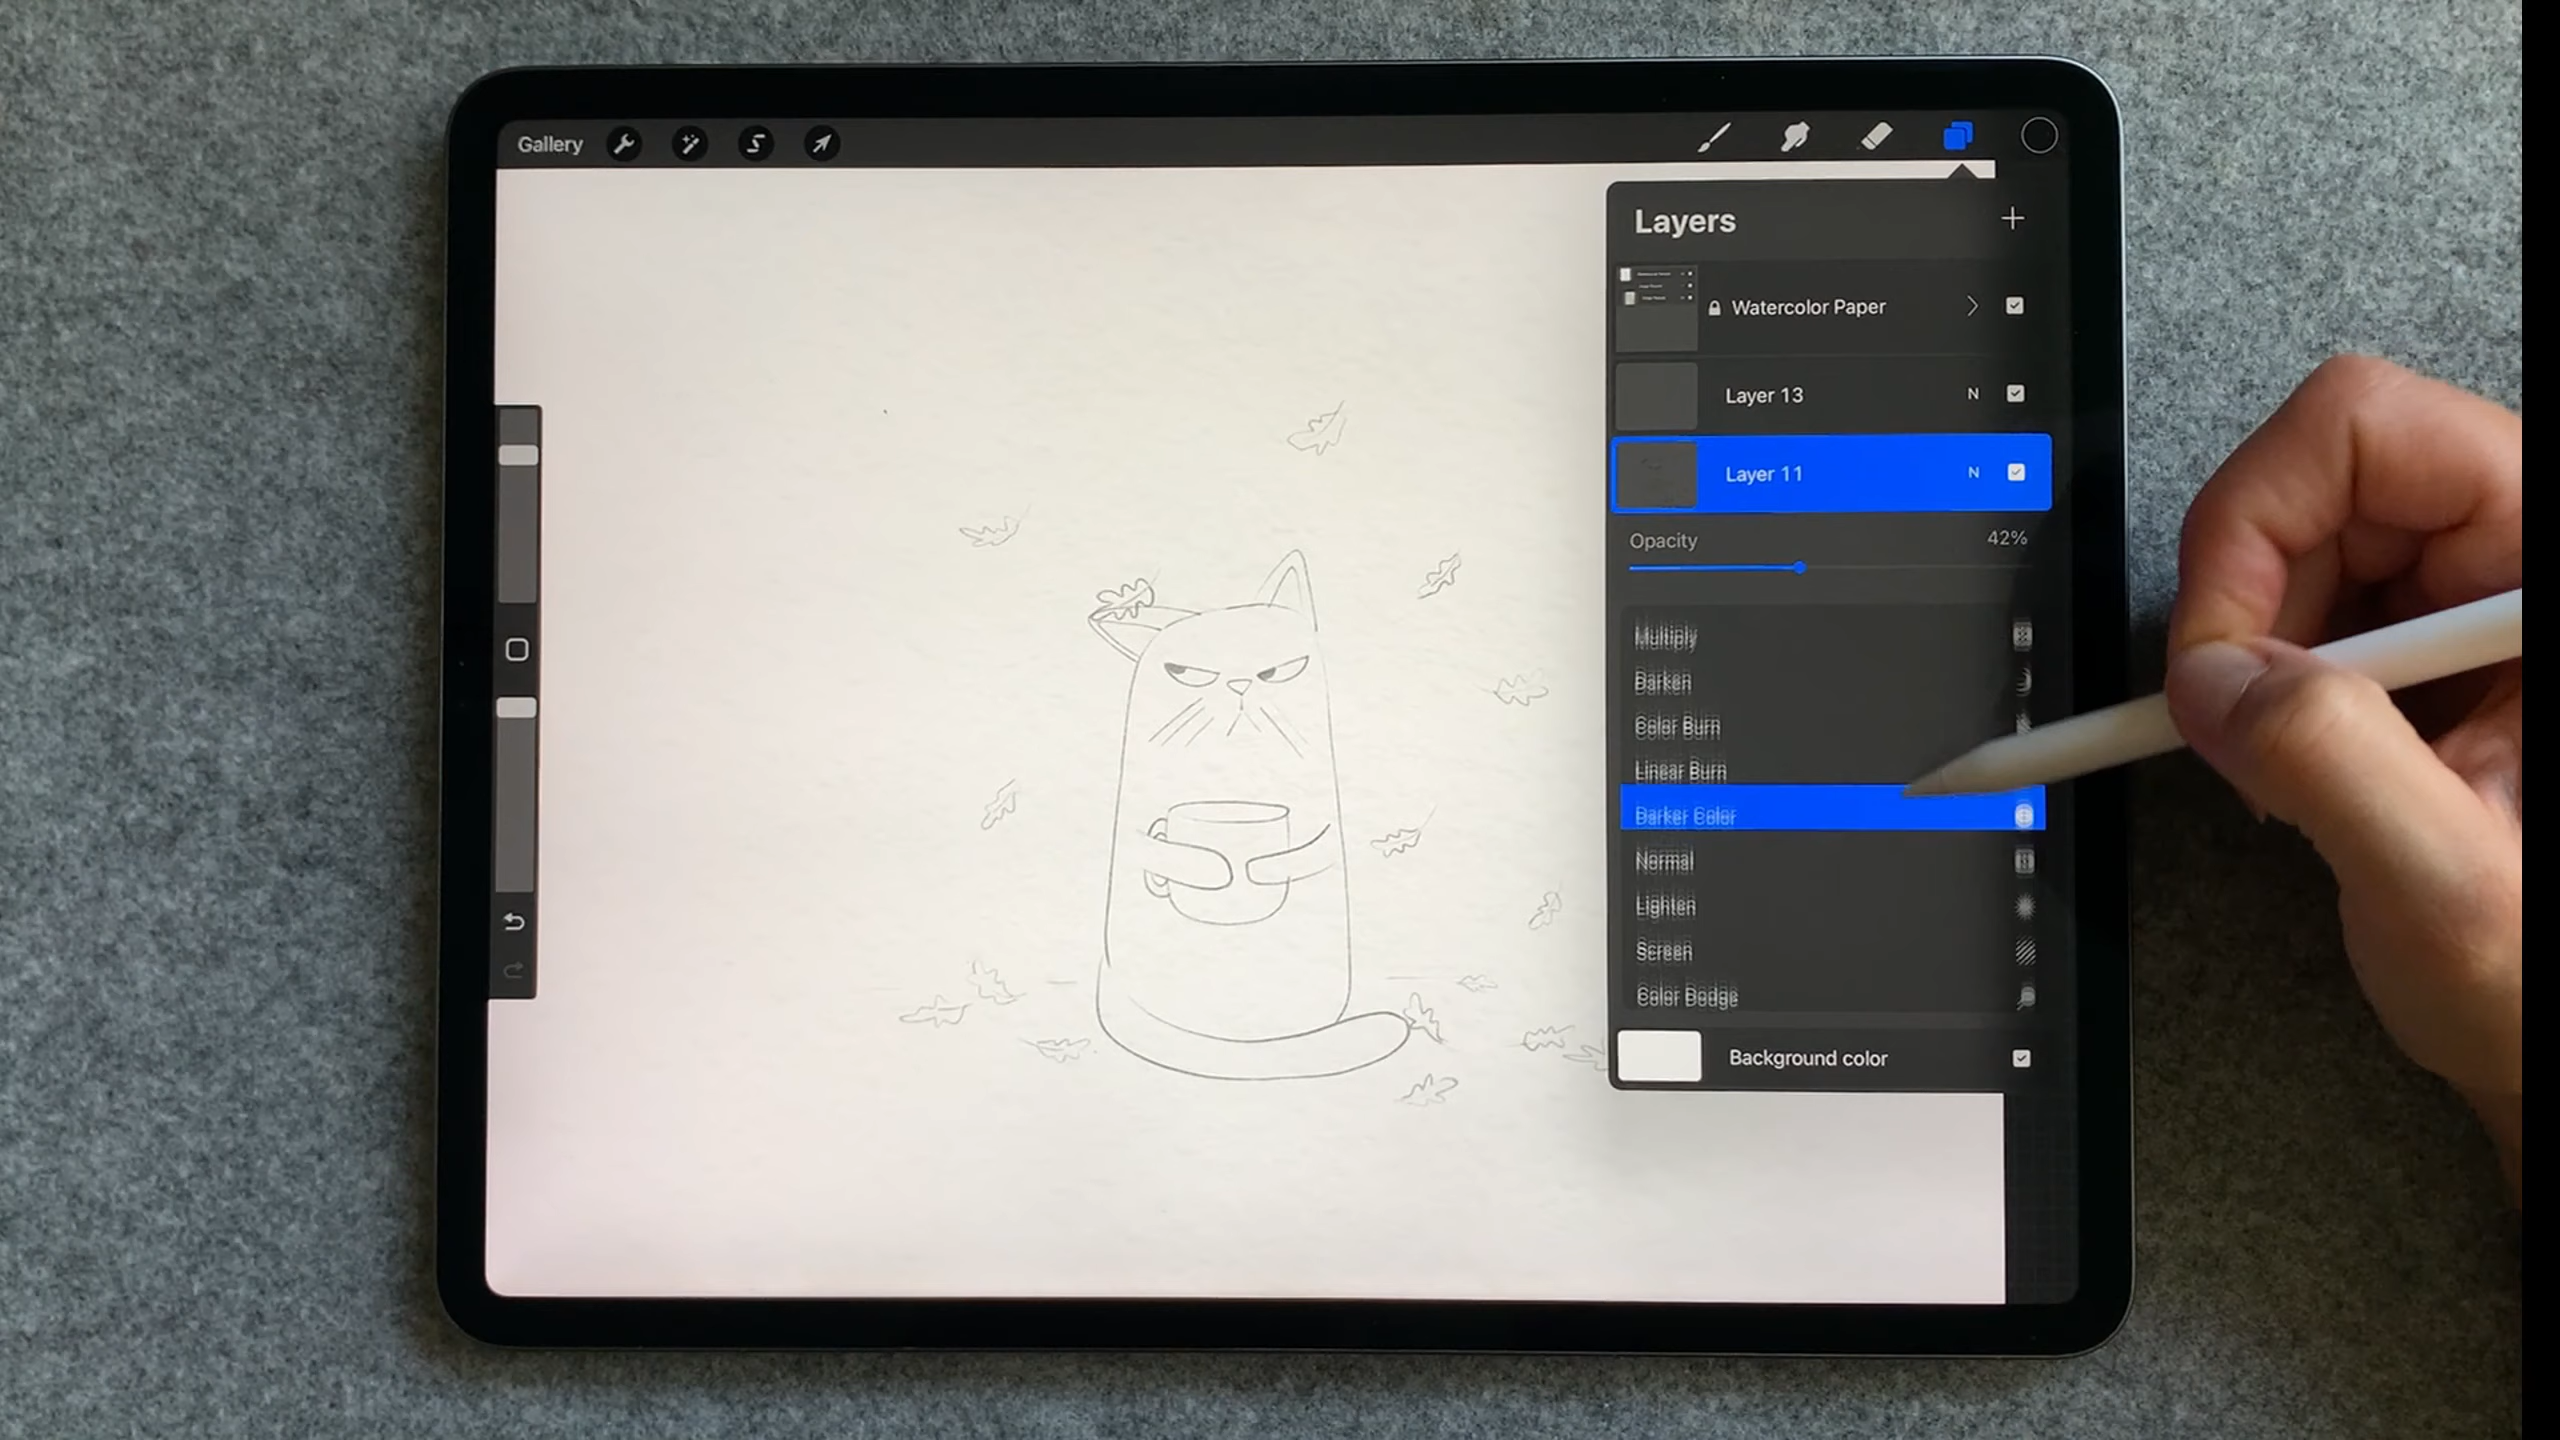 Gallery
Layers
Watercolor Paper
Layer 13 N
Layer 11 N
Opacity 42%
Multiply
Darken
Color Burn
Linear Burn
Darker Color
Normal
Lighten
Screen
Color Dodge
Background color